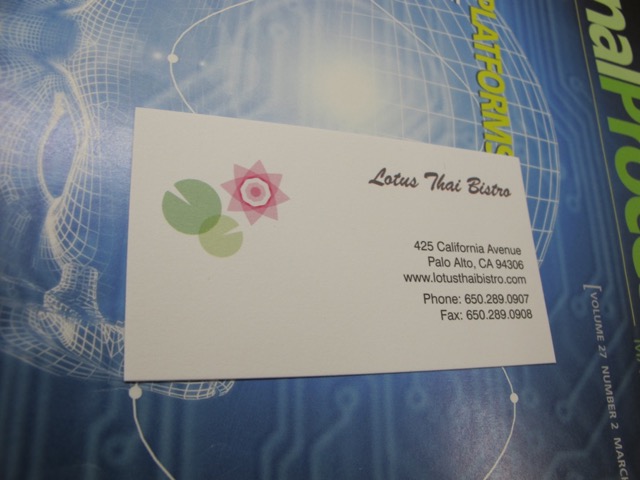 Lotus Thai Bistro
425 California Avenue
Palo Alto, CA 94306
www.lotusthaibistro.com
Phone: 650.289.0907
Fax: 650.289.0908
PLATFORMS
[VOLUME 27 NUMBER 2 MARCH